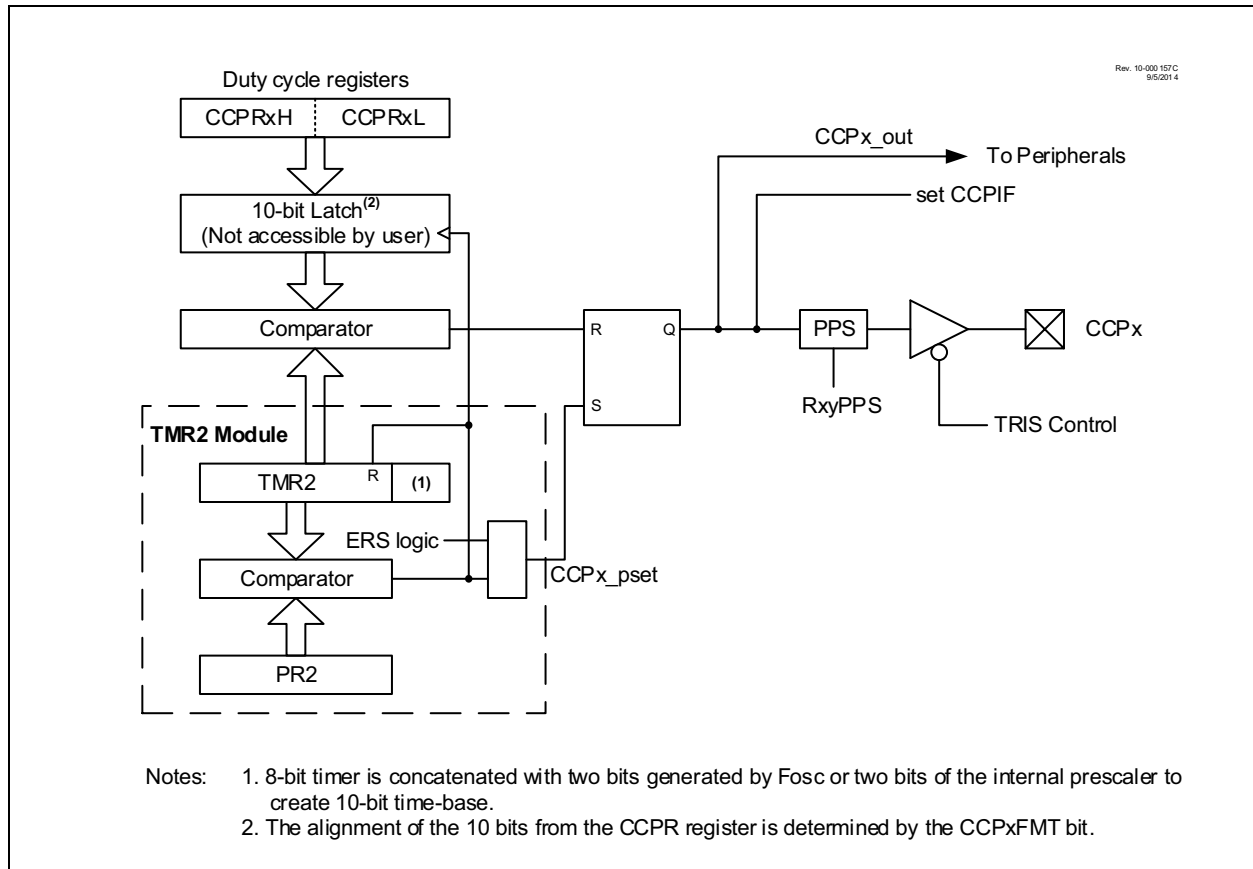 Rev. 10-000 157C
9/5/2014
Duty cycle registers
CCPRxH CCPRxL
CCPx_out
To Peripherals
set CCPIF
10-bit Latch(2)
(Not accessible by user)
Comparator
R Q
PPS
CCPx
S
RxyPPS
TRIS Control
TMR2 Module
R
TMR2 (1)
ERS logic
Comparator
CCPx_pset
PR2
Notes: 1. 8-bit timer is concatenated with two bits generated by Fosc or two bits of the internal prescaler to
create 10-bit time-base.
2. The alignment of the 10 bits from the CCPR register is determined by the CCPxFMT bit.